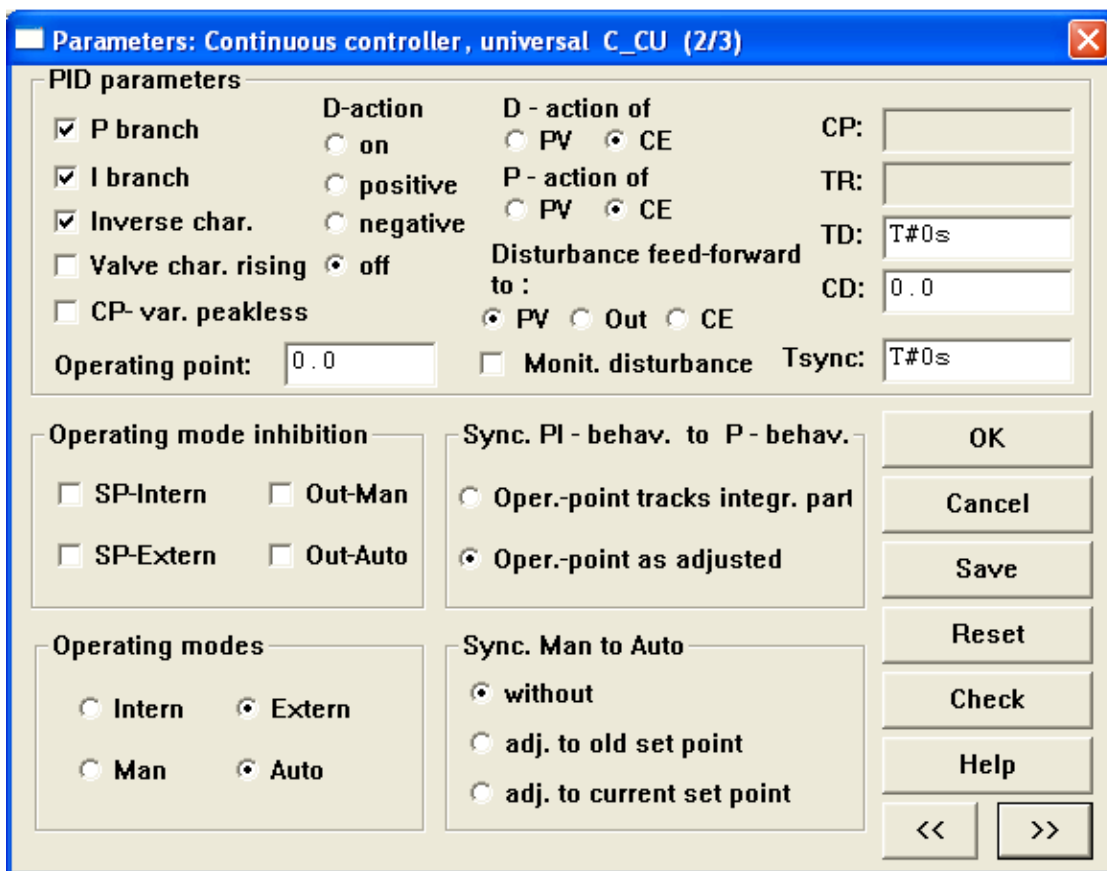 Parameters: Continuous controller, universal C_CU (2/3)
PID parameters
P branch
I branch
Inverse char.
Valve char. rising
CP- var. peakless
Operating point: 0.0
D-action
on
positive
negative
off
D - action of
PV CE
P - action of
PV CE
Disturbance feed-forward
to :
PV Out CE
Monit. disturbance
CP:
TR:
TD: T#0s
CD: 0.0
Tsync: T#0s
Operating mode inhibition
SP-Intern Out-Man
SP-Extern Out-Auto
Sync. PI - behav. to P - behav.
Oper.-point tracks integr. part
Oper.-point as adjusted
Operating modes
Intern Extern
Man Auto
Sync. Man to Auto
without
adj. to old set point
adj. to current set point
OK
Cancel
Save
Reset
Check
Help
<< >>